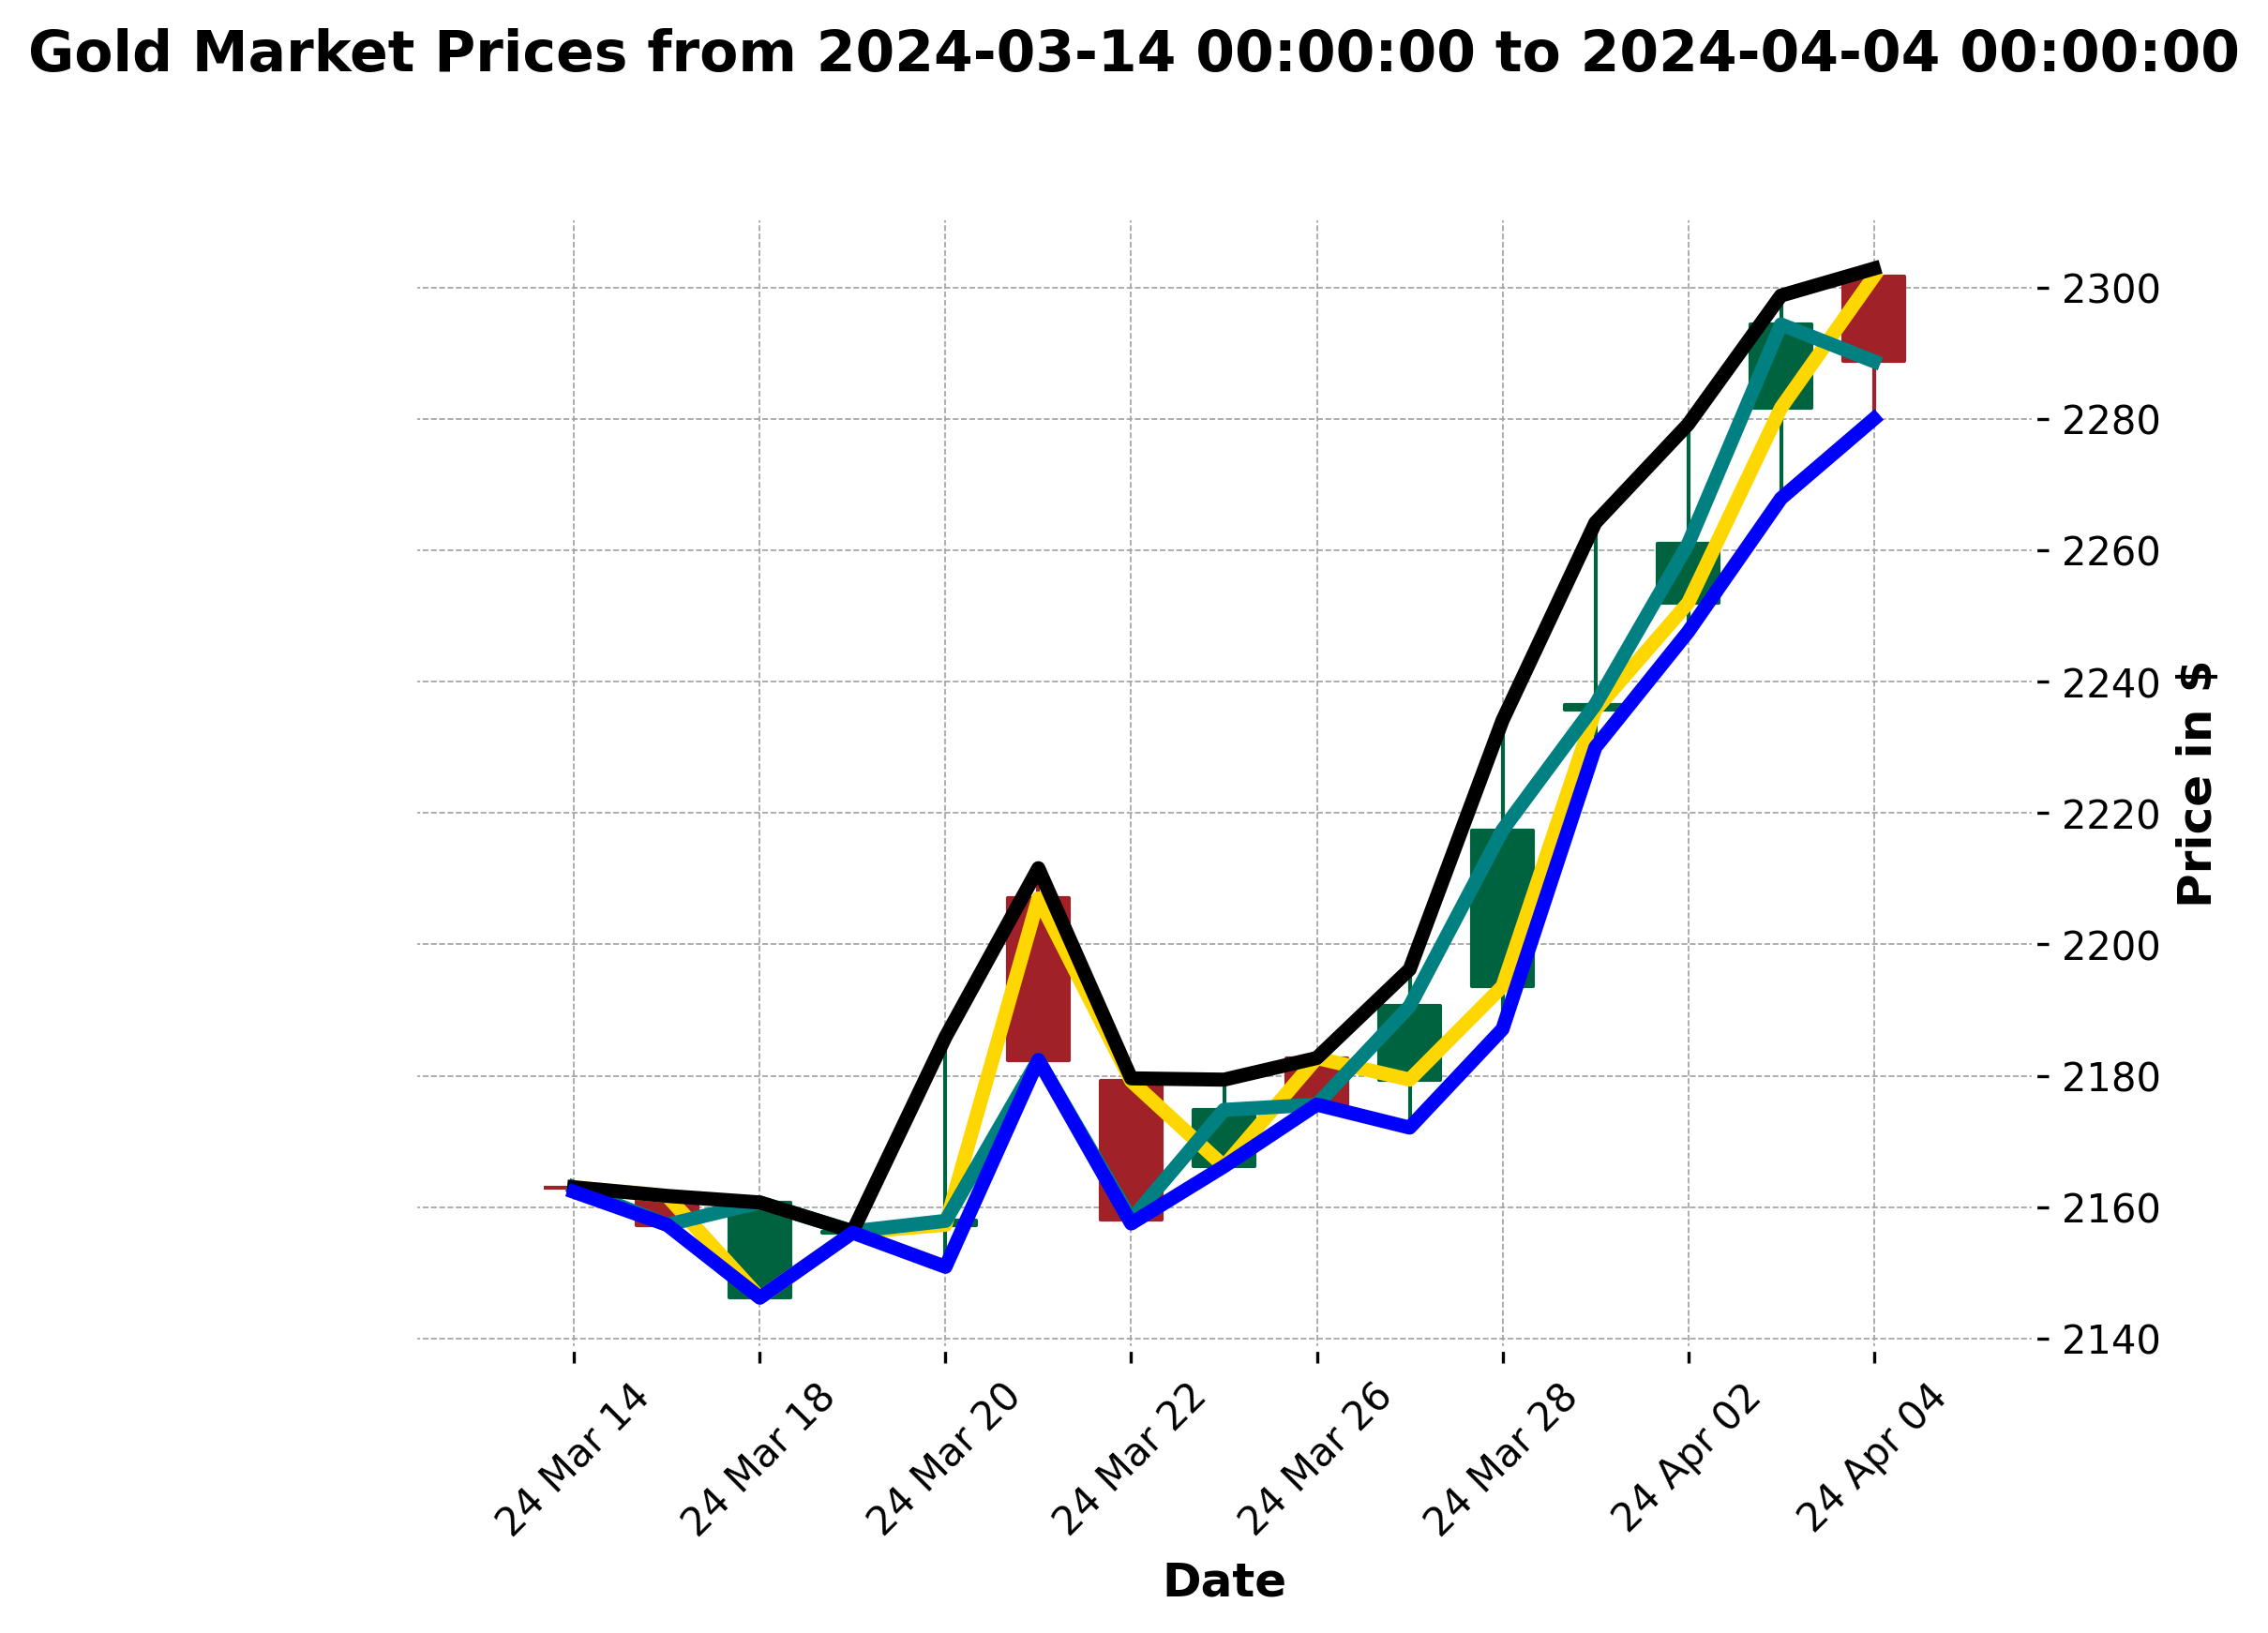 Gold Market Prices from 2024-03-14 00:00:00 to 2024-04-04 00:00:00
2300
2280
2260
2240
2220
2200
2180
2160
2140
Price in $
24 Mar 14
24 Mar 18
24 Mar 20
24 Mar 22
24 Mar 26
24 Mar 28
24 Apr 02
24 Apr 04
Date